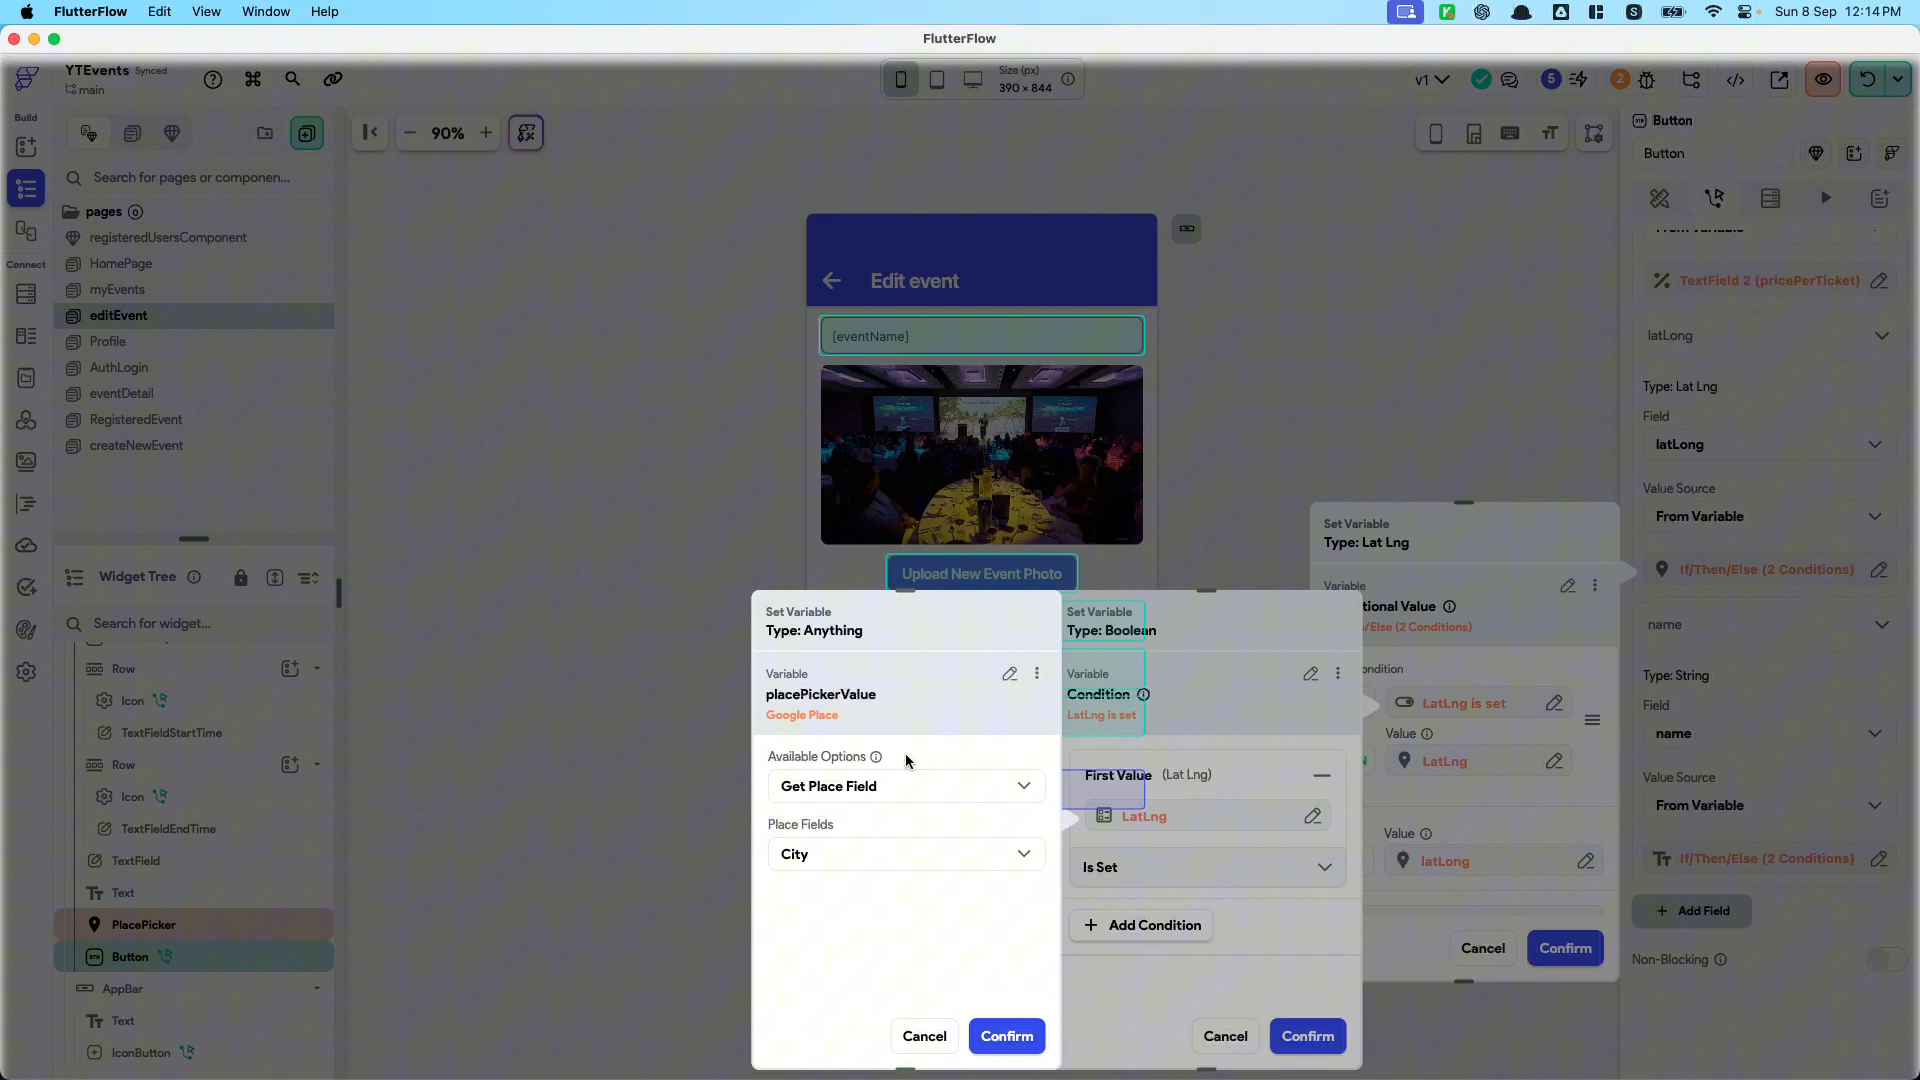 FlutterFlow
Edit
View
Window
Help
Sun 8 Sep 12:14 PM
FlutterFlow
YTEvents Synced
main
Size (px)
390 × 844
v1
5
2
Build
90%
Search for pages or componen...
pages 0
registeredUsersComponent
HomePage
myEvents
editEvent
Profile
AuthLogin
eventDetail
RegisteredEvent
createNewEvent
Connect
Widget Tree
Search for widget...
Row
Icon
TextFieldStartTime
Row
Icon
TextFieldEndTime
TextField
Text
PlacePicker
Button
AppBar
Text
IconButton
Edit event
[eventName]
Upload New Event Photo
Set Variable
Type: Anything
Variable
placePickerValue
Google Place
Available Options
Get Place Field
Place Fields
City
Cancel
Confirm
Set Variable
Type: Boolean
Variable
Condition
LatLng is set
First Value (Lat Lng)
LatLng
Is Set
Add Condition
Cancel
Confirm
Set Variable
Type: Lat Lng
Variable
tional Value
/Else (2 Conditions)
ondition
LatLng is set
Value
LatLng
Value
latLong
Cancel
Confirm
Button
Button
From Variable
TextField 2 (pricePerTicket)
latLong
Type: Lat Lng
Field
latLong
Value Source
From Variable
If/Then/Else (2 Conditions)
name
Type: String
Field
name
Value Source
From Variable
If/Then/Else (2 Conditions)
Add Field
Non-Blocking